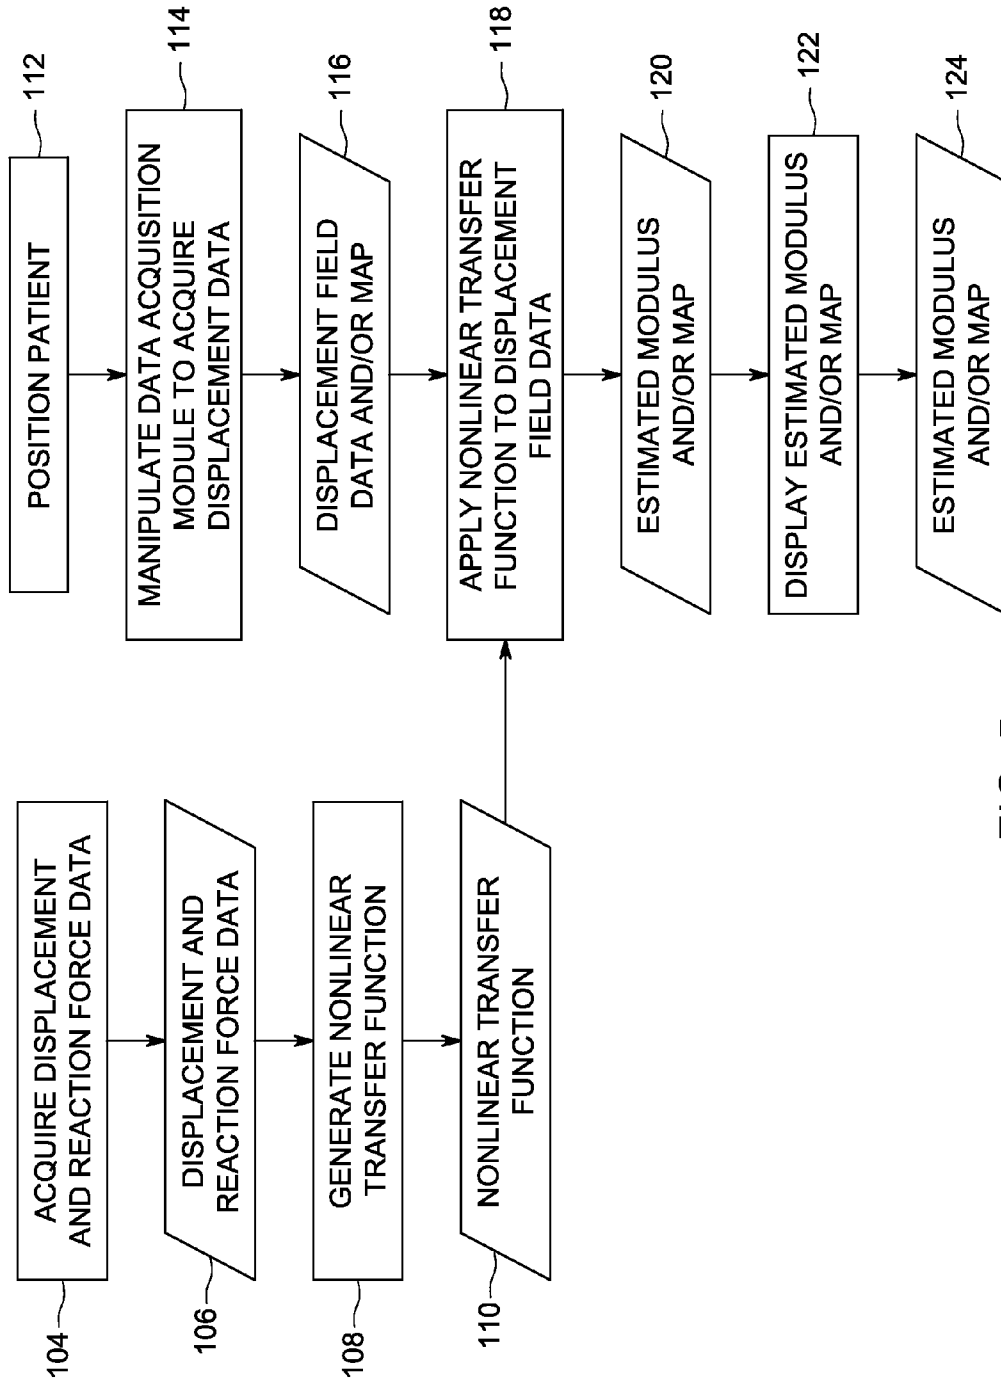 104
ACQUIRE DISPLACEMENT
AND REACTION FORCE DATA
106
DISPLACEMENT AND
REACTION FORCE DATA
108
GENERATE NONLINEAR
TRANSFER FUNCTION
110
NONLINEAR TRANSFER
FUNCTION
112
POSITION PATIENT
114
MANIPULATE DATA ACQUISITION
MODULE TO ACQUIRE
DISPLACEMENT DATA
116
DISPLACEMENT FIELD
DATA AND/OR MAP
118
APPLY NONLINEAR TRANSFER
FUNCTION TO DISPLACEMENT
FIELD DATA
120
ESTIMATED MODULUS
AND/OR MAP
122
DISPLAY ESTIMATED MODULUS
AND/OR MAP
124
ESTIMATED MODULUS
AND/OR MAP